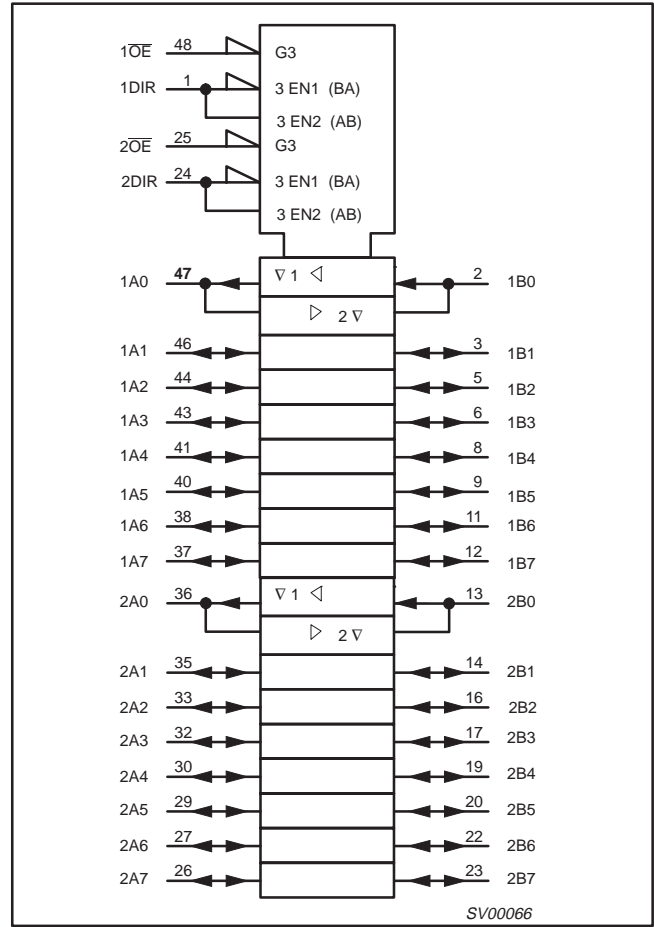 1O̅E̅ 48 G3
1DIR 1 3 EN1 (BA)
3 EN2 (AB)
2O̅E̅ 25 G3
2DIR 24 3 EN1 (BA)
3 EN2 (AB)
1A0 47 ∇ 1 ◁ 2 1B0
▷ 2 ∇
1A1 46 3 1B1
1A2 44 5 1B2
1A3 43 6 1B3
1A4 41 8 1B4
1A5 40 9 1B5
1A6 38 11 1B6
1A7 37 12 1B7
2A0 36 ∇ 1 ◁ 13 2B0
▷ 2 ∇
2A1 35 14 2B1
2A2 33 16 2B2
2A3 32 17 2B3
2A4 30 19 2B4
2A5 29 20 2B5
2A6 27 22 2B6
2A7 26 23 2B7
SV00066